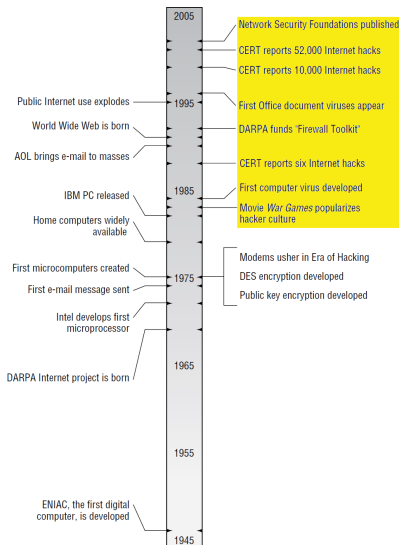 2005
Network Security Foundations published
CERT reports 52,000 Internet hacks
CERT reports 10,000 Internet hacks
Public Internet use explodes
1995
First Office document viruses appear
World Wide Web is born
DARPA funds "Firewall Toolkit"
AOL brings e-mail to masses
CERT reports six Internet hacks
IBM PC released
1985
First computer virus developed
Movie War Games popularizes
hacker culture
Home computers widely
available
Modems usher in Era of Hacking
First microcomputers created
1975
DES encryption developed
First e-mail message sent
Public key encryption developed
Intel develops first
microprocessor
1965
DARPA Internet project is born
1955
ENIAC, the first digital
computer, is developed
1945